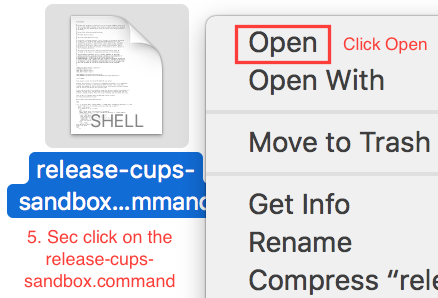 SHELL
release-cups-
sandbox...mmand
5. Sec click on the
release-cups-
sandbox.command
Open
Click Open
Open With
Move to Trash
Get Info
Rename
Compress “rele